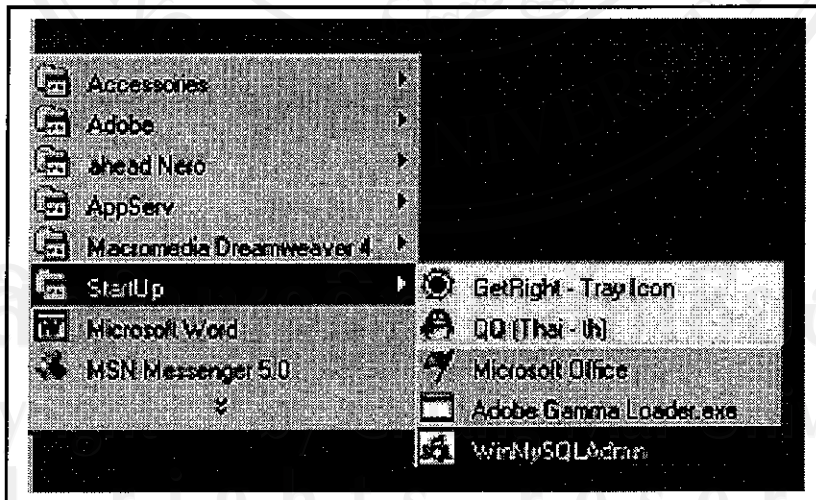 Accessories
Adobe
ahead Nero
AppServ
Macromedia Dreamweaver 4
StartUp
Microsoft Word
MSN Messenger 5.0
GetRight - Tray Icon
QQ (Thai - th)
Microsoft Office
Adobe Gamma Loader.exe
WinMySQLAdmin